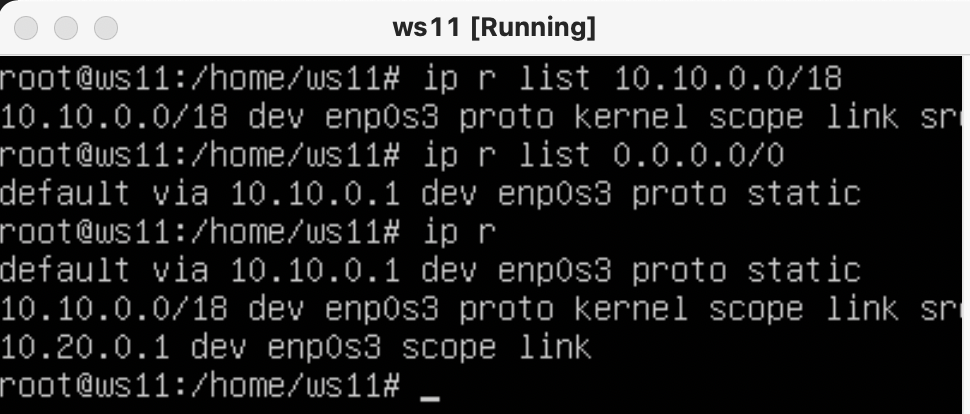 ws11 [Running]
root@ws11:/home/ws11# ip r list 10.10.0.0/18
10.10.0.0/18 dev enp0s3 proto kernel scope link src
root@ws11:/home/ws11# ip r list 0.0.0.0/0
default via 10.10.0.1 dev enp0s3 proto static
root@ws11:/home/ws11# ip r
default via 10.10.0.1 dev enp0s3 proto static
10.10.0.0/18 dev enp0s3 proto kernel scope link src
10.20.0.1 dev enp0s3 scope link
root@ws11:/home/ws11# _